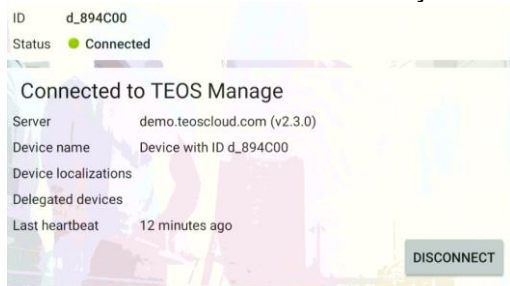 ID d_894C00
Status Connected
Connected to TEOS Manage
Server demo.teoscloud.com (v2.3.0)
Device name Device with ID d_894C00
Device localizations
Delegated devices
Last heartbeat 12 minutes ago
DISCONNECT